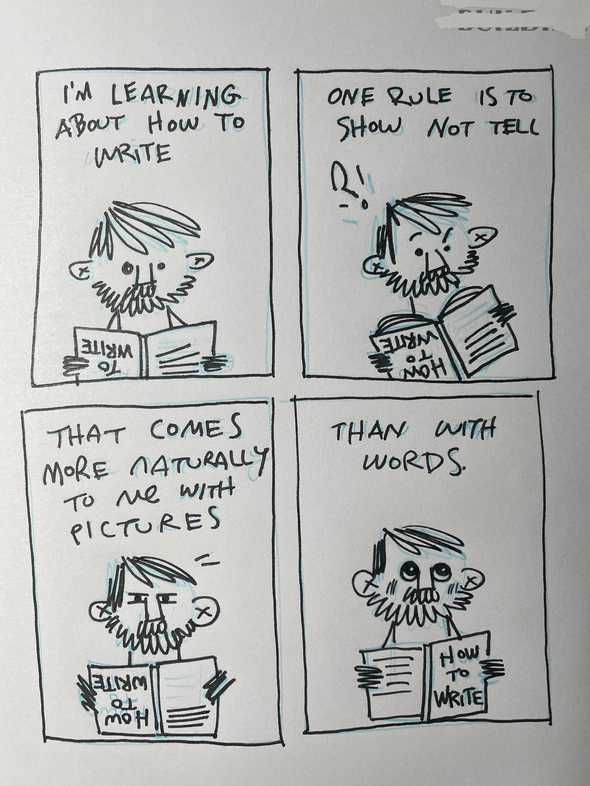 I'M LEARNING
ABOUT HOW TO
WRITE
TO
WRITE
ONE RULE IS TO
SHOW NOT TELL
?!
HOW
TO
WRITE
THAT COMES
MORE NATURALLY
TO ME WITH
PICTURES
HOW
TO
WRITE
THAN WITH
WORDS.
HOW
TO
WRITE